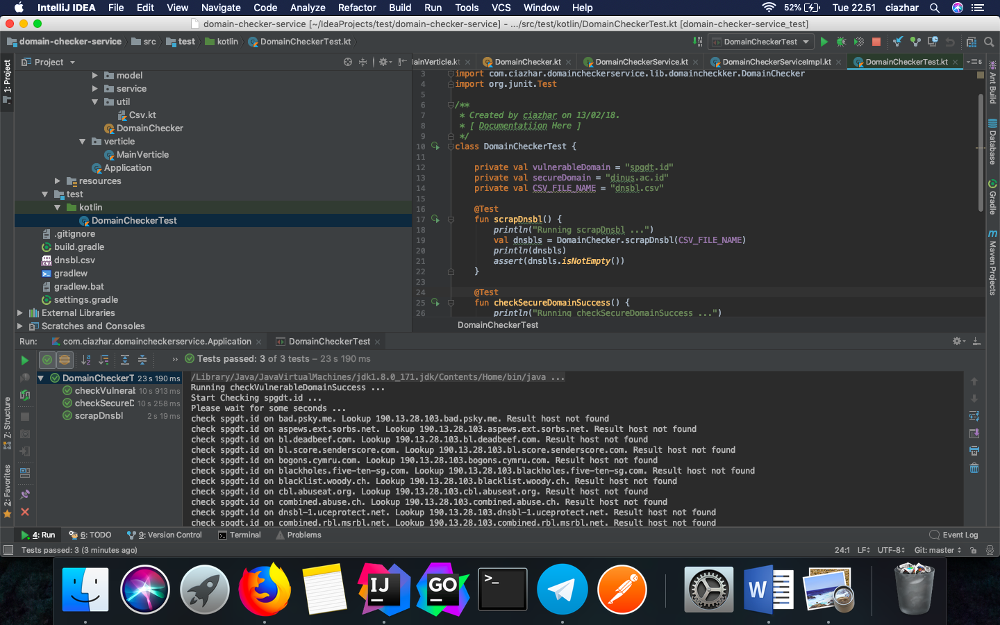 IntelliJ IDEA File Edit View Navigate Code Analyze Refactor Build Run Tools VCS Window Help 52% Tue 22.51 ciazhar
domain-checker-service [~/IdeaProjects/test/domain-checker-service] - .../src/test/kotlin/DomainCheckerTest.kt [domain-checker-service_test]
domain-checker-service src test kotlin DomainCheckerTest.kt DomainCheckerTest
1: Project
Project
model
service
util
Csv.kt
DomainChecker
verticle
MainVerticle
Application
resources
test
kotlin
DomainCheckerTest
.gitignore
build.gradle
dnsbl.csv
gradlew
gradlew.bat
settings.gradle
External Libraries
Scratches and Consoles
DomainChecker.kt DomainCheckerService.kt DomainCheckerServiceImpl.kt DomainCheckerTest.kt 5
3 import com.ciazhar.domaincheckerservice.lib.domaincheckker.DomainChecker
4 import org.junit.Test
5
6 /**
7 * Created by ciazhar on 13/02/18.
8 * [ Documentatiion Here ]
9 */
10 class DomainCheckerTest {
11
12 private val vulnerableDomain = "spgdt.id"
13 private val secureDomain = "dinus.ac.id"
14 private val CSV_FILE_NAME = "dnsbl.csv"
15
16 @Test
17 fun scrapDnsbl() {
18 println("Running scrapDnsbl ...")
19 val dnsbls = DomainChecker.scrapDnsbl(CSV_FILE_NAME)
20 println(dnsbls)
21 assert(dnsbls.isNotEmpty())
22 }
23
24 @Test
25 fun checkSecureDomainSuccess() {
26 println("Running checkSecureDomainSuccess ...")
DomainCheckerTest
Ant Build
Database
Gradle
Maven Projects
Run: com.ciazhar.domaincheckerservice.Application DomainCheckerTest
Tests passed: 3 of 3 tests – 23 s 190 ms
DomainCheckerT 23 s 190 ms
checkVulneral 10 s 913 ms
checkSecureD 10 s 258 ms
scrapDnsbl 2 s 19 ms
/Library/Java/JavaVirtualMachines/jdk1.8.0_171.jdk/Contents/Home/bin/java ...
Running checkVulnerableDomainSuccess ...
Start Checking spgdt.id ...
Please wait for some seconds ...
check spgdt.id on bad.psky.me. Lookup 190.13.28.103.bad.psky.me. Result host not found
check spgdt.id on aspews.ext.sorbs.net. Lookup 190.13.28.103.aspews.ext.sorbs.net. Result host not found
check spgdt.id on bl.deadbeef.com. Lookup 190.13.28.103.bl.deadbeef.com. Result host not found
check spgdt.id on bl.score.senderscore.com. Lookup 190.13.28.103.bl.score.senderscore.com. Result host not found
check spgdt.id on bogons.cymru.com. Lookup 190.13.28.103.bogons.cymru.com. Result host not found
check spgdt.id on blackholes.five-ten-sg.com. Lookup 190.13.28.103.blackholes.five-ten-sg.com. Result host not found
check spgdt.id on blacklist.woody.ch. Lookup 190.13.28.103.blacklist.woody.ch. Result host not found
check spgdt.id on cbl.abuseat.org. Lookup 190.13.28.103.cbl.abuseat.org. Result host not found
check spgdt.id on combined.abuse.ch. Lookup 190.13.28.103.combined.abuse.ch. Result host not found
check spgdt.id on dnsbl-1.uceprotect.net. Lookup 190.13.28.103.dnsbl-1.uceprotect.net. Result host not found
check spgdt.id on combined.rbl.msrbl.net. Lookup 190.13.28.103.combined.rbl.msrbl.net. Result host not found
7: Structure
2: Favorites
4: Run 6: TODO 9: Version Control Terminal Problems Event Log
Tests passed: 3 (3 minutes ago) 24:1 LF UTF-8 Git: master
IJ GO >_ W